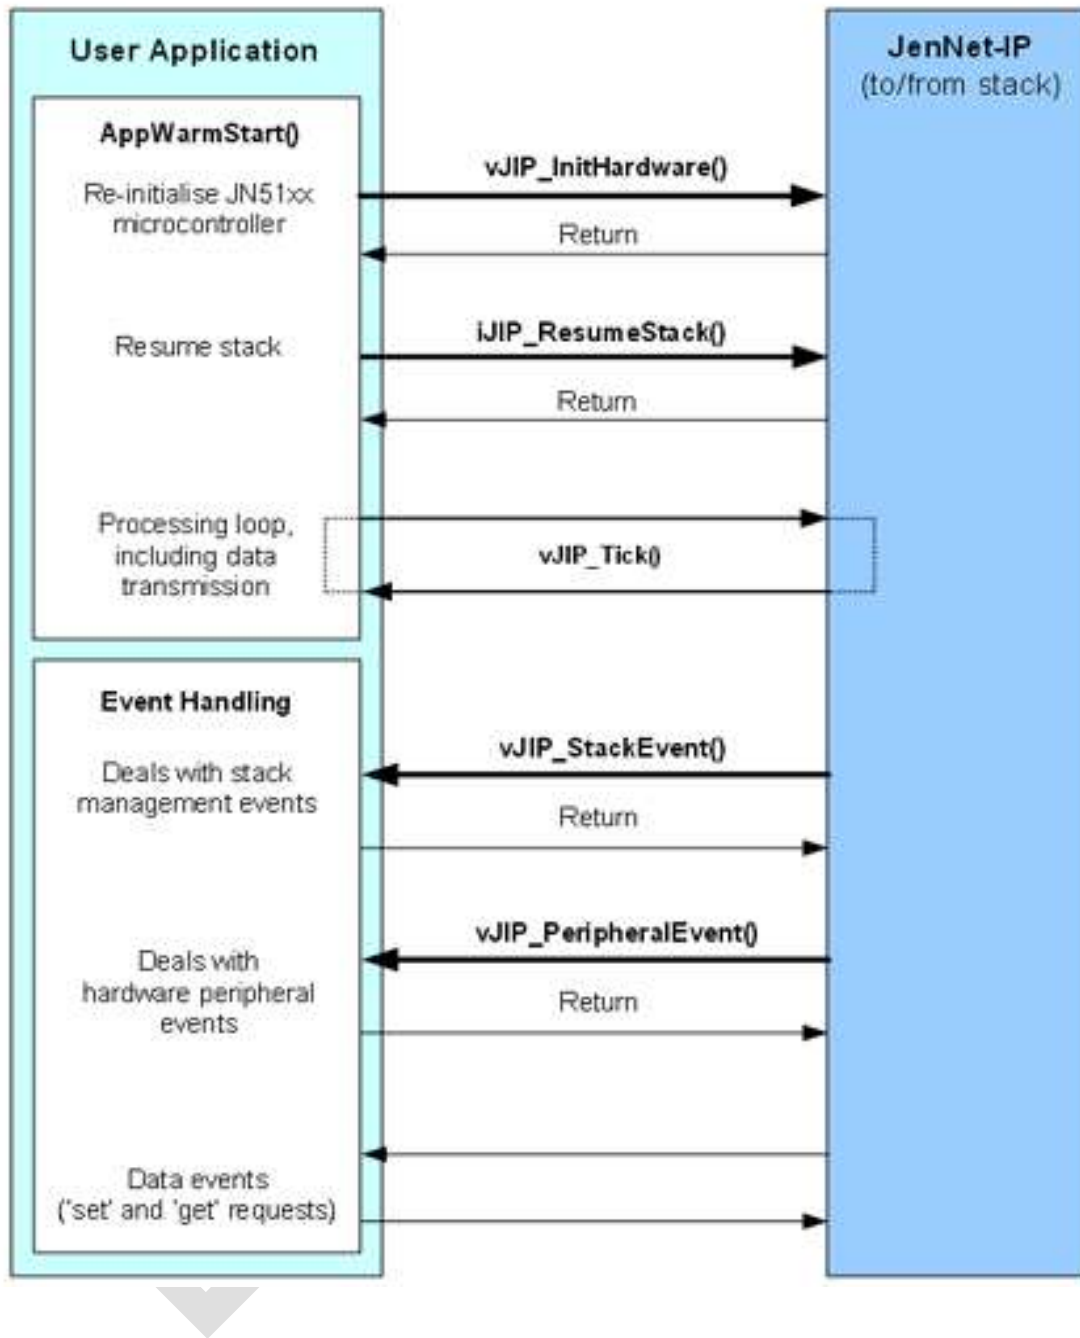 User Application
JenNet-IP
(to/from stack)
AppWarmStart()
Re-initialise JN51xx
microcontroller
vJIP_InitHardware()
Return
Resume stack
iJIP_ResumeStack()
Return
Processing loop,
including data
transmission
vJIP_Tick()
Event Handling
Deals with stack
management events
vJIP_StackEvent()
Return
Deals with
hardware peripheral
events
vJIP_PeripheralEvent()
Return
Data events
('set' and 'get' requests)